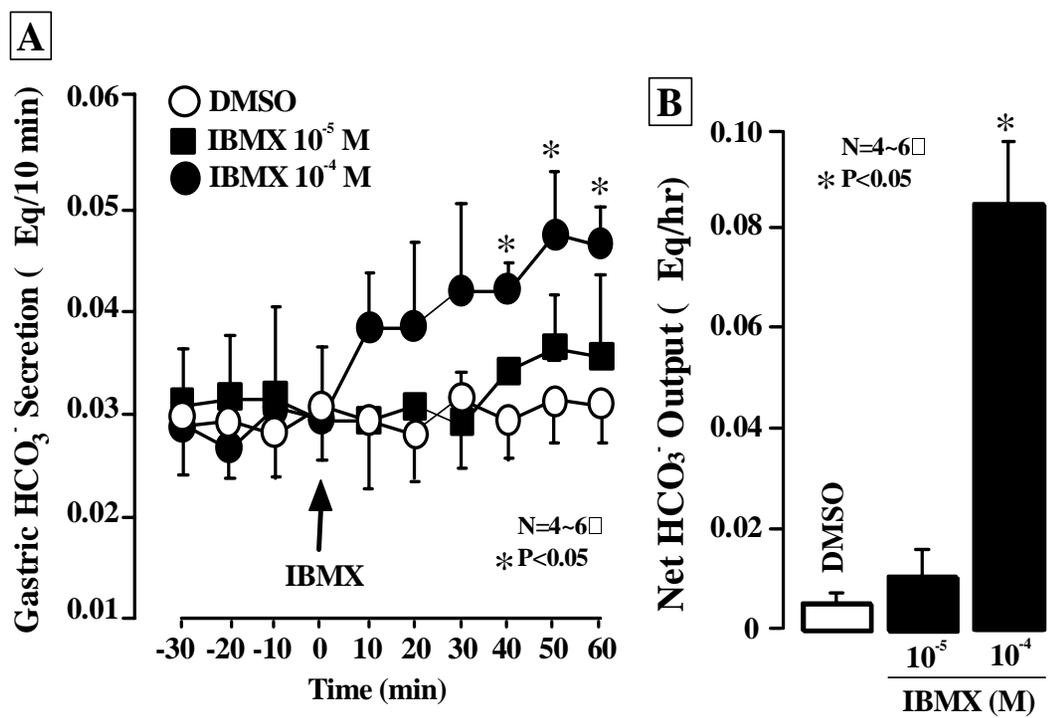 A
Gastric HCO₃⁻ Secretion ( Eq/10 min)
0.06
0.05
0.04
0.03
0.02
0.01
DMSO
IBMX 10⁻⁵ M
IBMX 10⁻⁴ M
*
*
*
IBMX
N=4~6□
* P<0.05
-30 -20 -10 0 10 20 30 40 50 60
Time (min)
B
Net HCO₃⁻ Output ( Eq/hr)
0.10
0.08
0.06
0.04
0.02
0
N=4~6□
* P<0.05
*
DMSO
10⁻⁵ 10⁻⁴
IBMX (M)